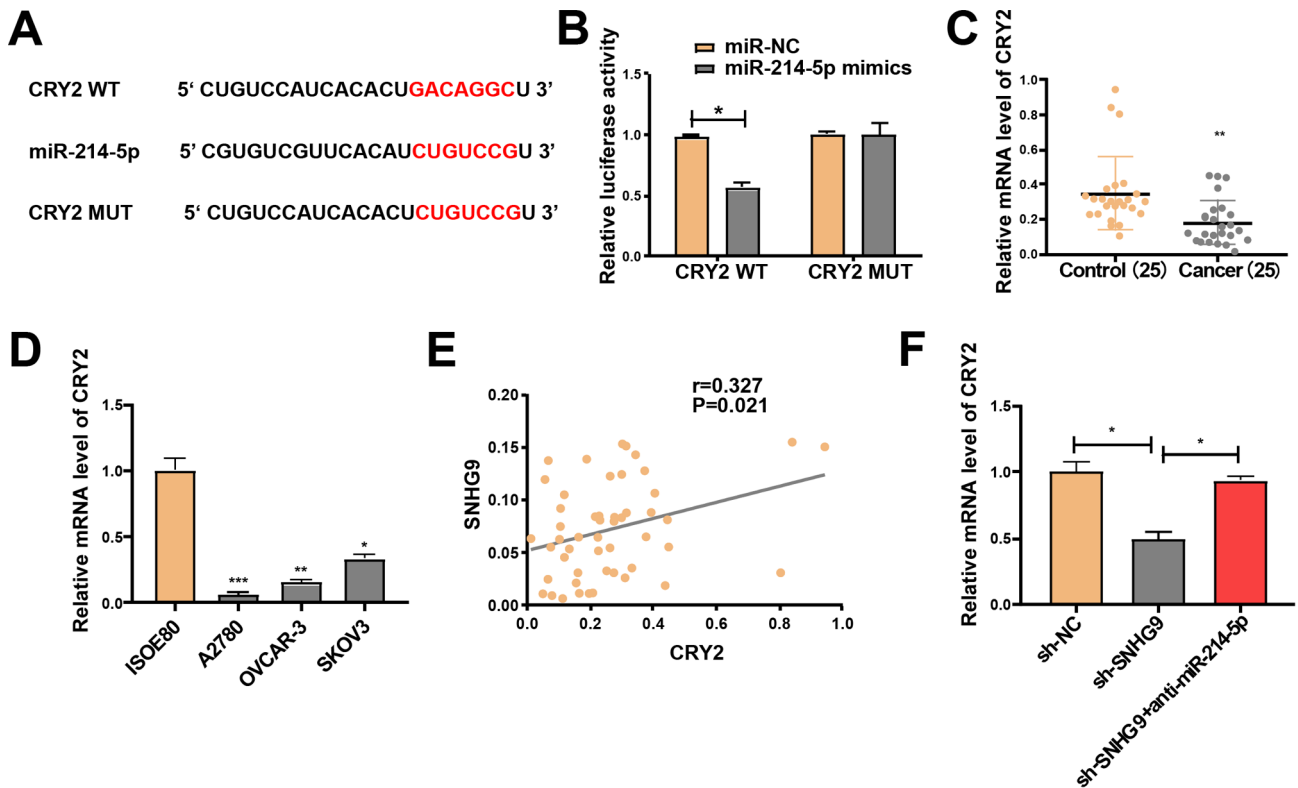 A
CRY2 WT 5‘ CUGUCCAUCACACUGACAGGCU 3’
miR-214-5p 5’ CGUGUCGUUCACAUCUGUCCGU 3’
CRY2 MUT 5‘ CUGUCCAUCACACUCUGUCCGU 3’
B
miR-NC
miR-214-5p mimics
Relative luciferase activity
1.5
1.0
0.5
0.0
*
CRY2 WT
CRY2 MUT
C
Relative mRNA level of CRY2
1.0
0.8
0.6
0.4
0.2
0.0
**
Control (25)
Cancer (25)
D
Relative mRNA level of CRY2
1.5
1.0
0.5
0.0
***
**
*
ISOE80
A2780
OVCAR-3
SKOV3
E
r=0.327
P=0.021
SNHG9
0.20
0.15
0.10
0.05
0.00
0.0 0.2 0.4 0.6 0.8 1.0
CRY2
F
Relative mRNA level of CRY2
1.5
1.0
0.5
0.0
*
*
sh-NC
sh-SNHG9
sh-SNHG9+anti-miR-214-5p